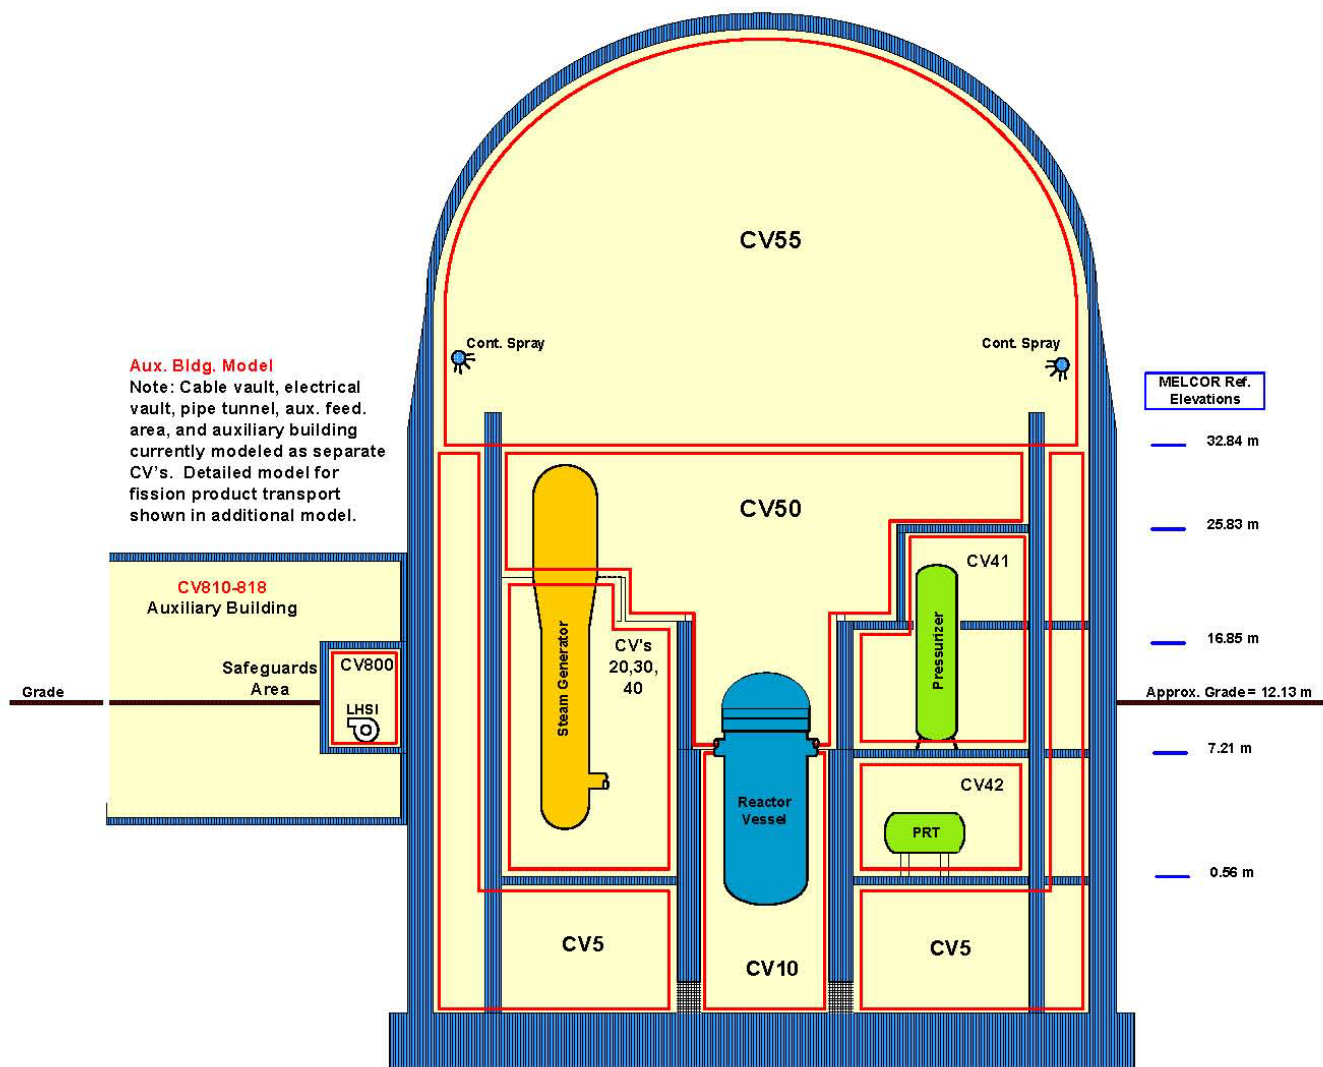 CV55
Cont. Spray
Cont. Spray
Aux. Bldg. Model
Note: Cable vault, electrical
vault, pipe tunnel, aux. feed.
area, and auxiliary building
currently modeled as separate
CV's. Detailed model for
fission product transport
shown in additional model.
MELCOR Ref.
Elevations
32.84 m
25.83 m
16.85 m
Approx. Grade = 12.13 m
7.21 m
0.56 m
CV50
CV41
CV810-818
Auxiliary Building
Safeguards
Area
CV800
LHSI
Grade
Steam Generator
CV's
20,30,
40
Pressurizer
Reactor
Vessel
CV42
PRT
CV5
CV10
CV5